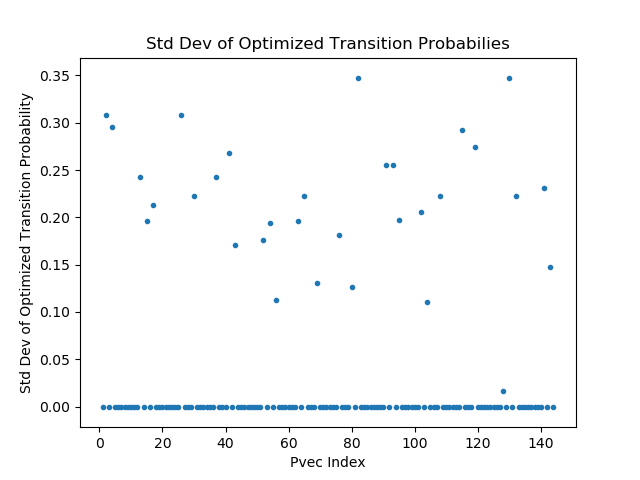 Std Dev of Optimized Transition Probabilies
Std Dev of Optimized Transition Probability
0.35
0.30
0.25
0.20
0.15
0.10
0.05
0.00
0 20 40 60 80 100 120 140
Pvec Index